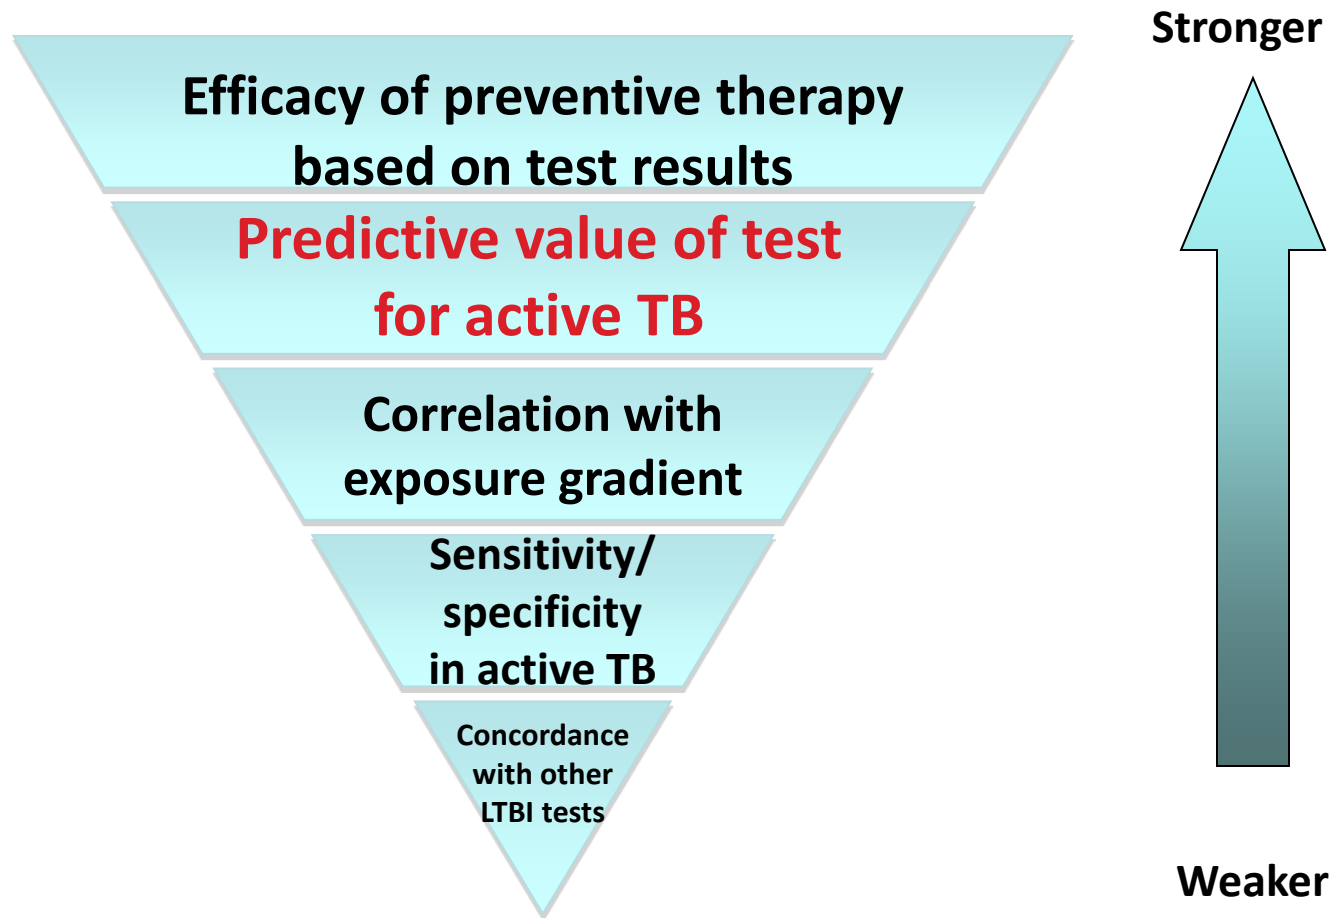 Stronger
Efficacy of preventive therapy
based on test results
Predictive value of test
for active TB
Correlation with
exposure gradient
Sensitivity/
specificity
in active TB
Concordance
with other
LTBI tests
Weaker